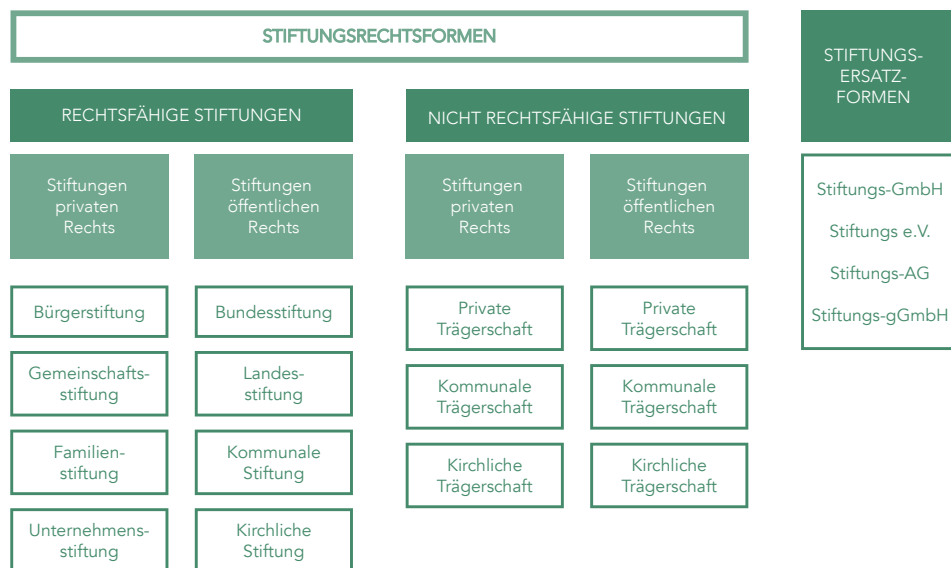 STIFTUNGSRECHTSFORMEN
RECHTSFÄHIGE STIFTUNGEN
Stiftungen
privaten
Rechts
Bürgerstiftung
Gemeinschafts-
stiftung
Familien-
stiftung
Unternehmens-
stiftung
Stiftungen
öffentlichen
Rechts
Bundesstiftung
Landes-
stiftung
Kommunale
Stiftung
Kirchliche
Stiftung
NICHT RECHTSFÄHIGE STIFTUNGEN
Stiftungen
privaten
Rechts
Private
Trägerschaft
Kommunale
Trägerschaft
Kirchliche
Trägerschaft
Stiftungen
öffentlichen
Rechts
Private
Trägerschaft
Kommunale
Trägerschaft
Kirchliche
Trägerschaft
STIFTUNGS-
ERSATZ-
FORMEN
Stiftungs-GmbH
Stiftungs e.V.
Stiftungs-AG
Stiftungs-gGmbH